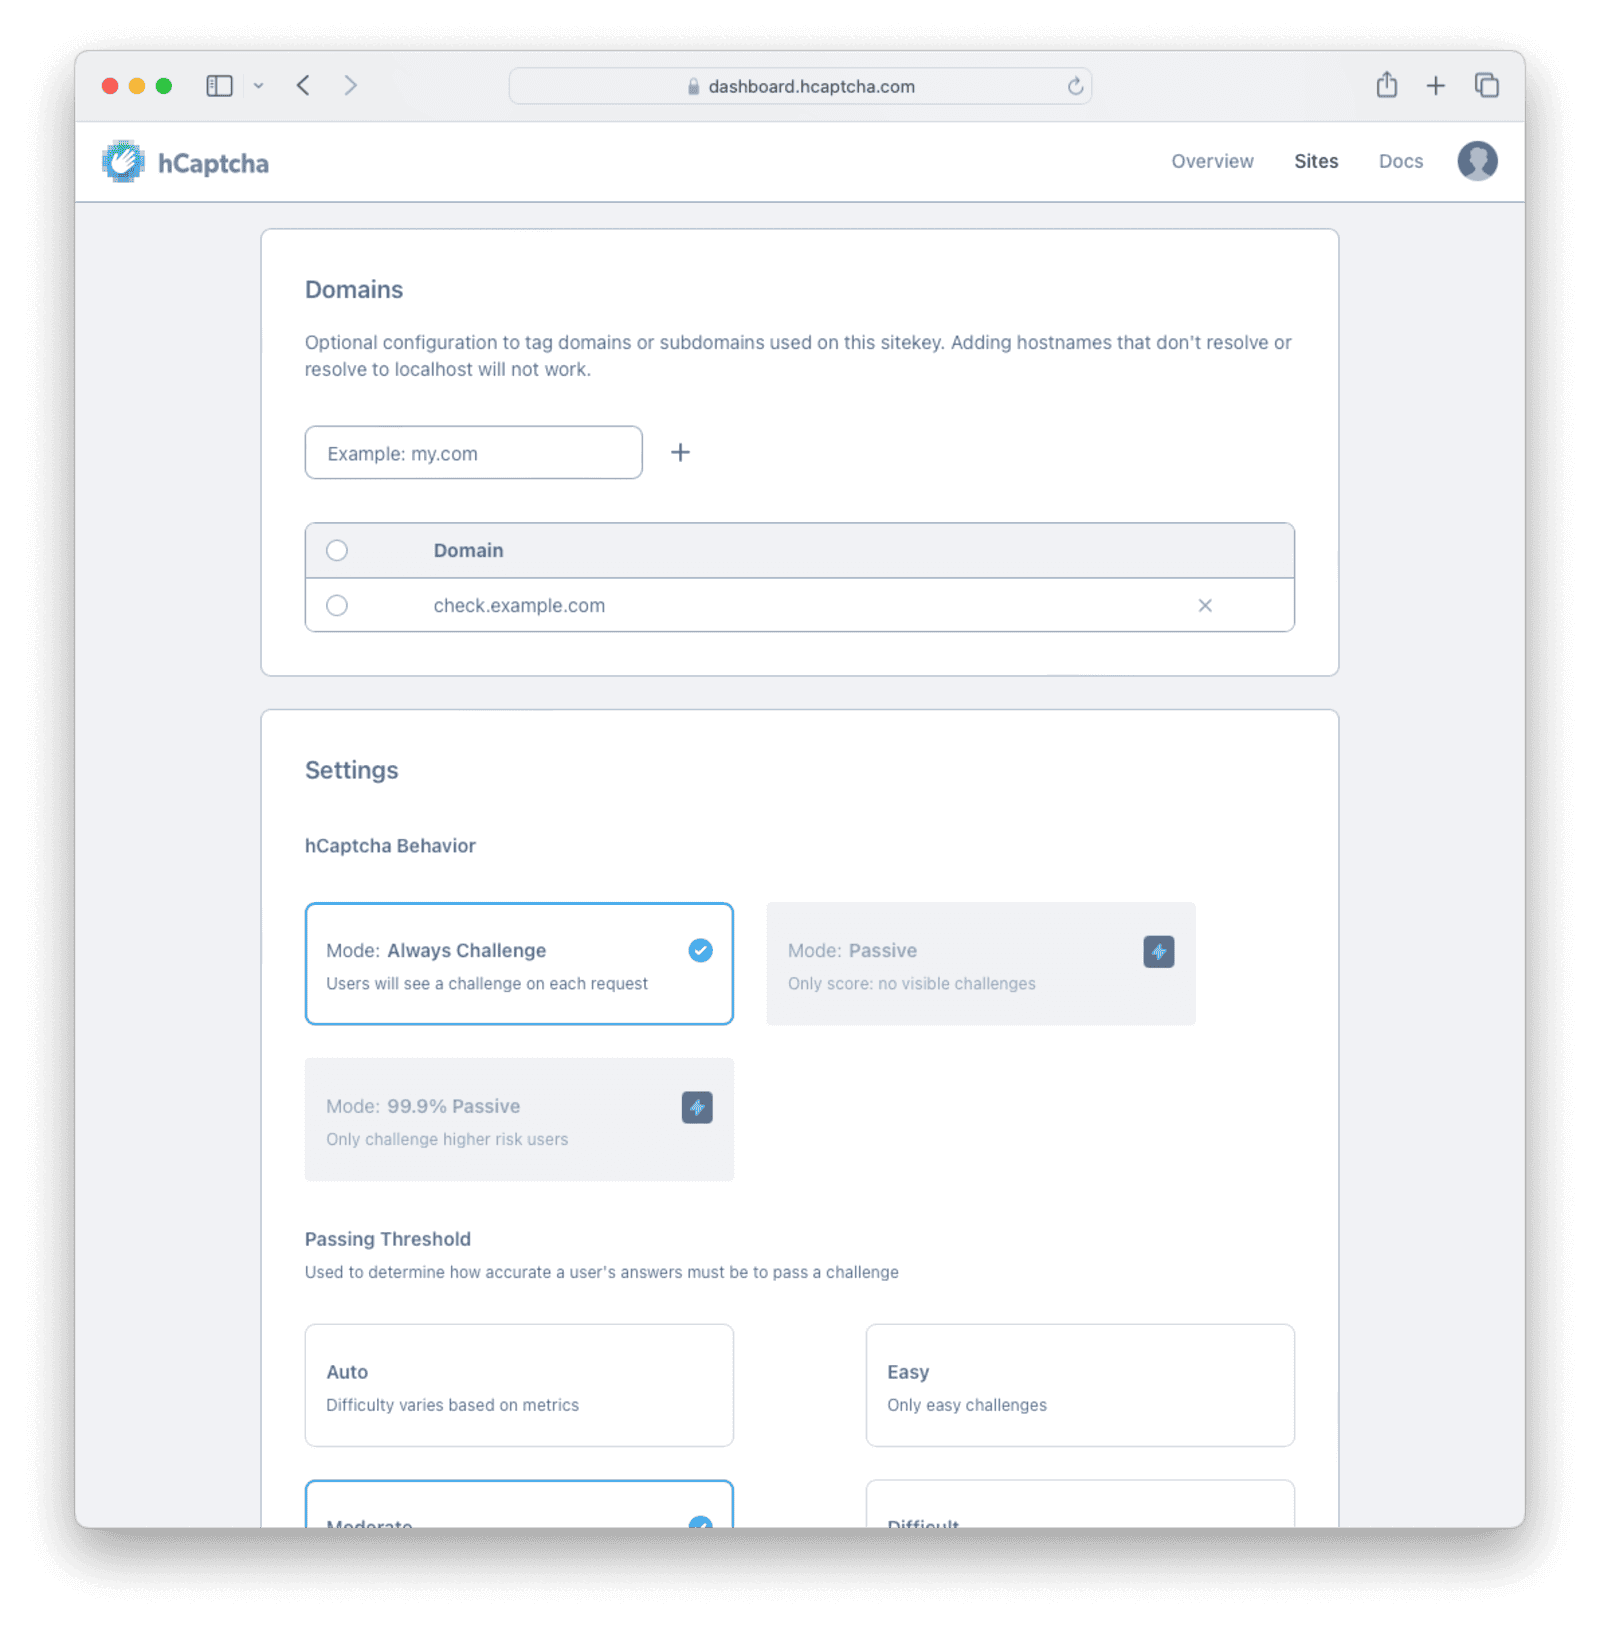 dashboard.hcaptcha.com
hCaptcha
Overview
Sites
Docs
Domains
Optional configuration to tag domains or subdomains used on this sitekey. Adding hostnames that don't resolve or
resolve to localhost will not work.
Example: my.com
Domain
check.example.com
Settings
hCaptcha Behavior
Mode: Always Challenge
Users will see a challenge on each request
Mode: Passive
Only score: no visible challenges
Mode: 99.9% Passive
Only challenge higher risk users
Passing Threshold
Used to determine how accurate a user's answers must be to pass a challenge
Auto
Difficulty varies based on metrics
Easy
Only easy challenges
Moderate
Difficult